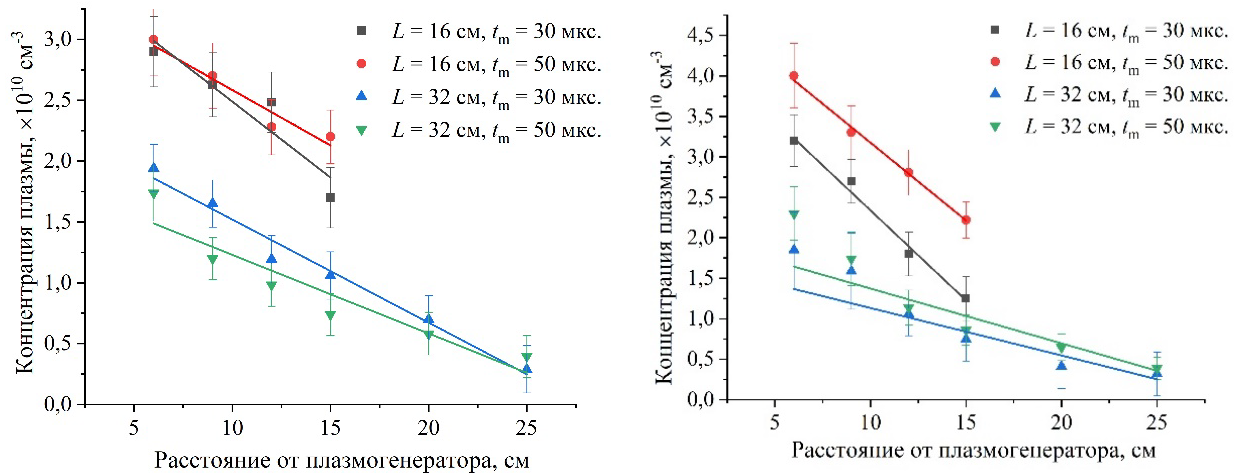 L = 16 см, tm = 30 мкс.
L = 16 см, tm = 50 мкс.
L = 32 см, tm = 30 мкс.
L = 32 см, tm = 50 мкс.
Концентрация плазмы, ×10¹⁰ см⁻³
3,0
2,5
2,0
1,5
1,0
0,5
0,0
5 10 15 20 25
Расстояние от плазмогенератора, см
L = 16 см, tm = 30 мкс.
L = 16 см, tm = 50 мкс.
L = 32 см, tm = 30 мкс.
L = 32 см, tm = 50 мкс.
Концентрация плазмы, ×10¹⁰ см⁻³
4,5
4,0
3,5
3,0
2,5
2,0
1,5
1,0
0,5
0,0
5 10 15 20 25
Расстояние от плазмогенератора, см